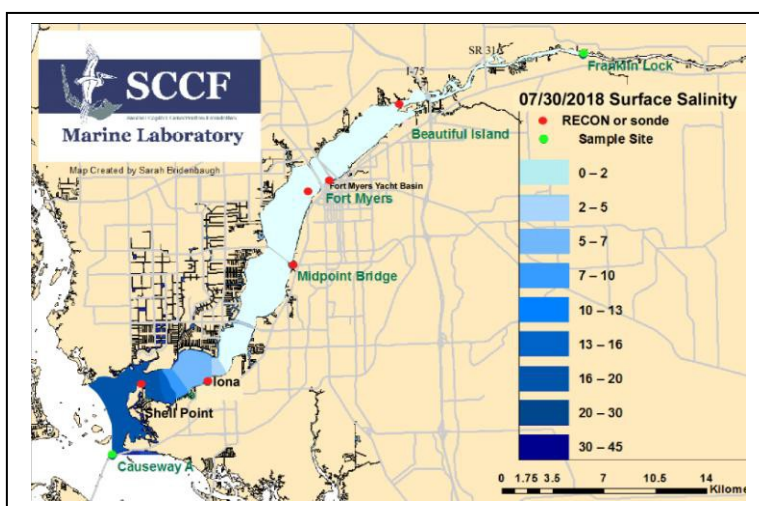 SCCF
Marine Laboratory
Map Created by Sarah Bridenbaugh
I-75
SR 31
Franklin Lock
Beautiful Island
Fort Myers Yacht Basin
Fort Myers
Midpoint Bridge
Iona
Shell Point
Causeway A
07/30/2018 Surface Salinity
RECON or sonde
Sample Site
0 – 2
2 – 5
5 – 7
7 – 10
10 – 13
13 – 16
16 – 20
20 – 30
30 – 45
0 1.75 3.5 7 10.5 14
Kilome